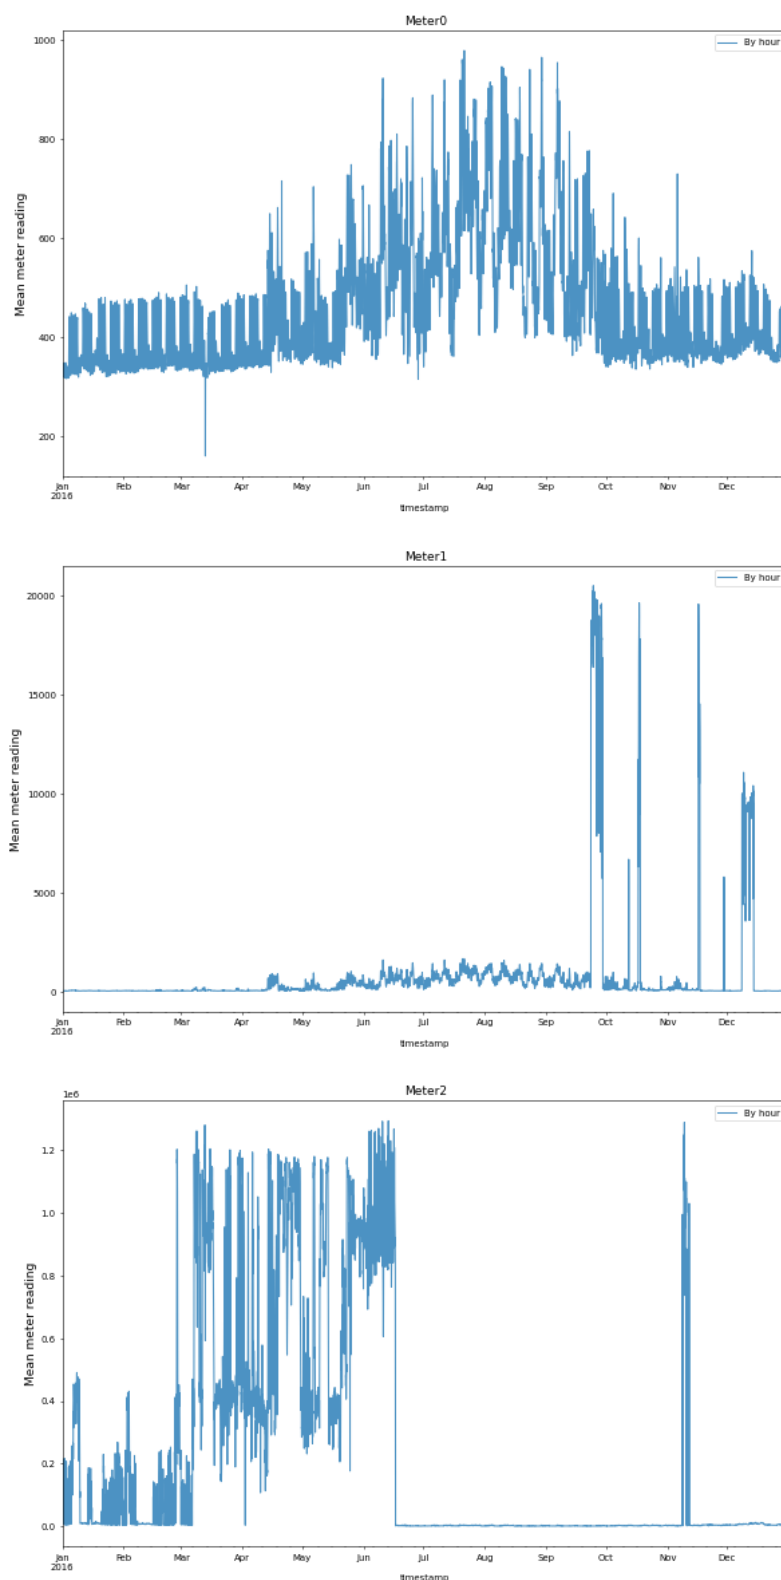 Meter0
By hour
Mean meter reading
1000
800
600
400
200
Jan Feb Mar Apr May Jun Jul Aug Sep Oct Nov Dec
2016
timestamp
Meter1
By hour
Mean meter reading
20000
15000
10000
5000
0
Jan Feb Mar Apr May Jun Jul Aug Sep Oct Nov Dec
2016
timestamp
1e6
Meter2
By hour
Mean meter reading
1.2
1.0
0.8
0.6
0.4
0.2
0.0
Jan Feb Mar Apr May Jun Jul Aug Sep Oct Nov Dec
2016
timestamp